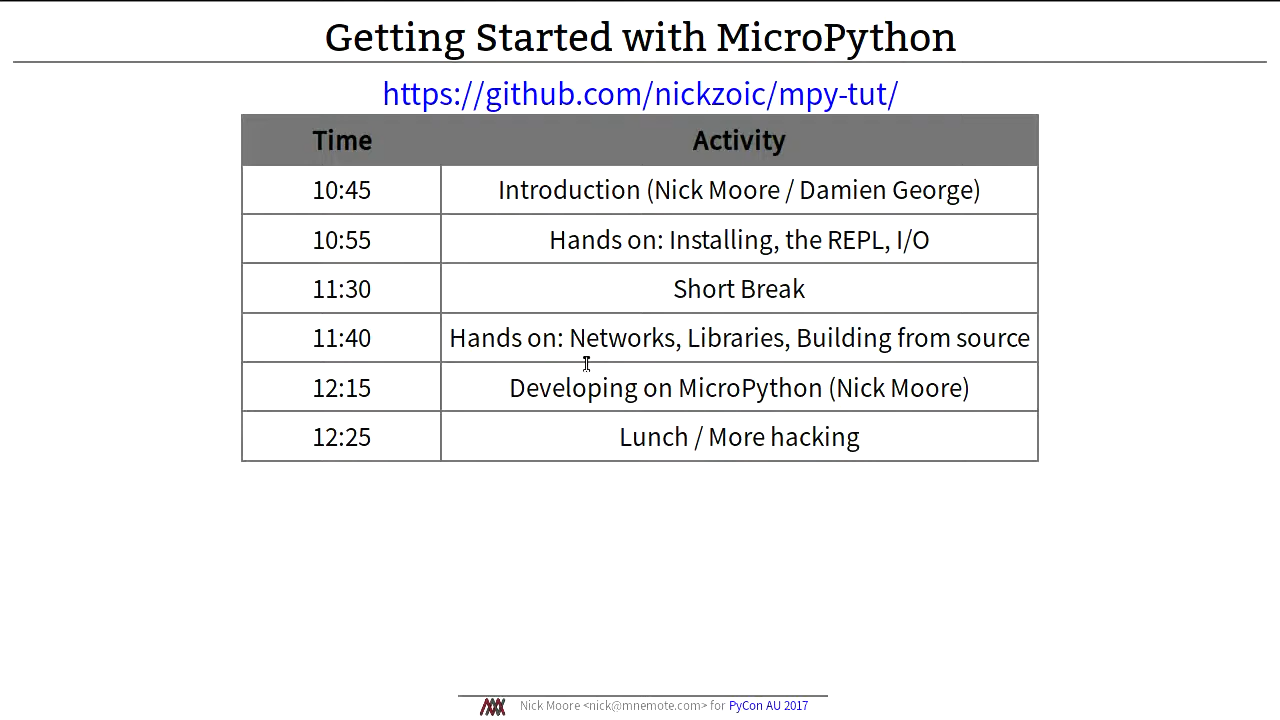 Getting Started with MicroPython
https://github.com/nickzoic/mpy-tut/
Time Activity
10:45 Introduction (Nick Moore / Damien George)
10:55 Hands on: Installing, the REPL, I/O
11:30 Short Break
11:40 Hands on: Networks, Libraries, Building from source
12:15 Developing on MicroPython (Nick Moore)
12:25 Lunch / More hacking
Nick Moore <nick@mnemote.com> for PyCon AU 2017